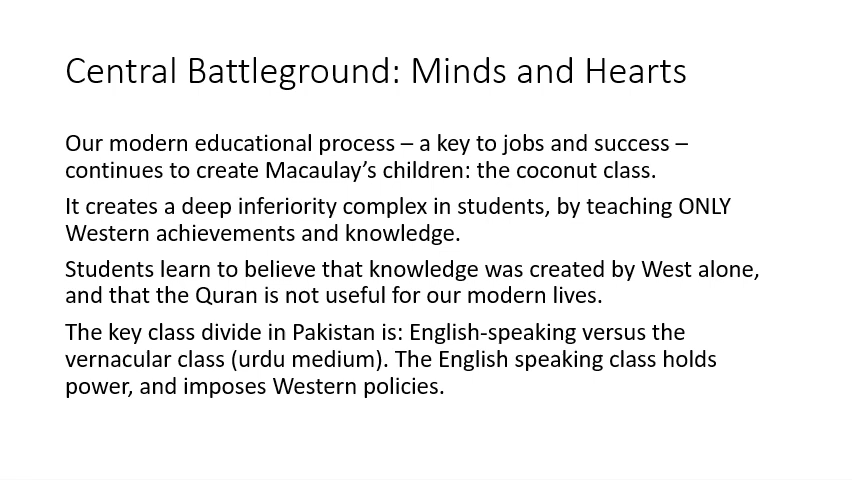 Central Battleground: Minds and Hearts
Our modern educational process – a key to jobs and success –
continues to create Macaulay’s children: the coconut class.
It creates a deep inferiority complex in students, by teaching ONLY
Western achievements and knowledge.
Students learn to believe that knowledge was created by West alone,
and that the Quran is not useful for our modern lives.
The key class divide in Pakistan is: English-speaking versus the
vernacular class (urdu medium). The English speaking class holds
power, and imposes Western policies.